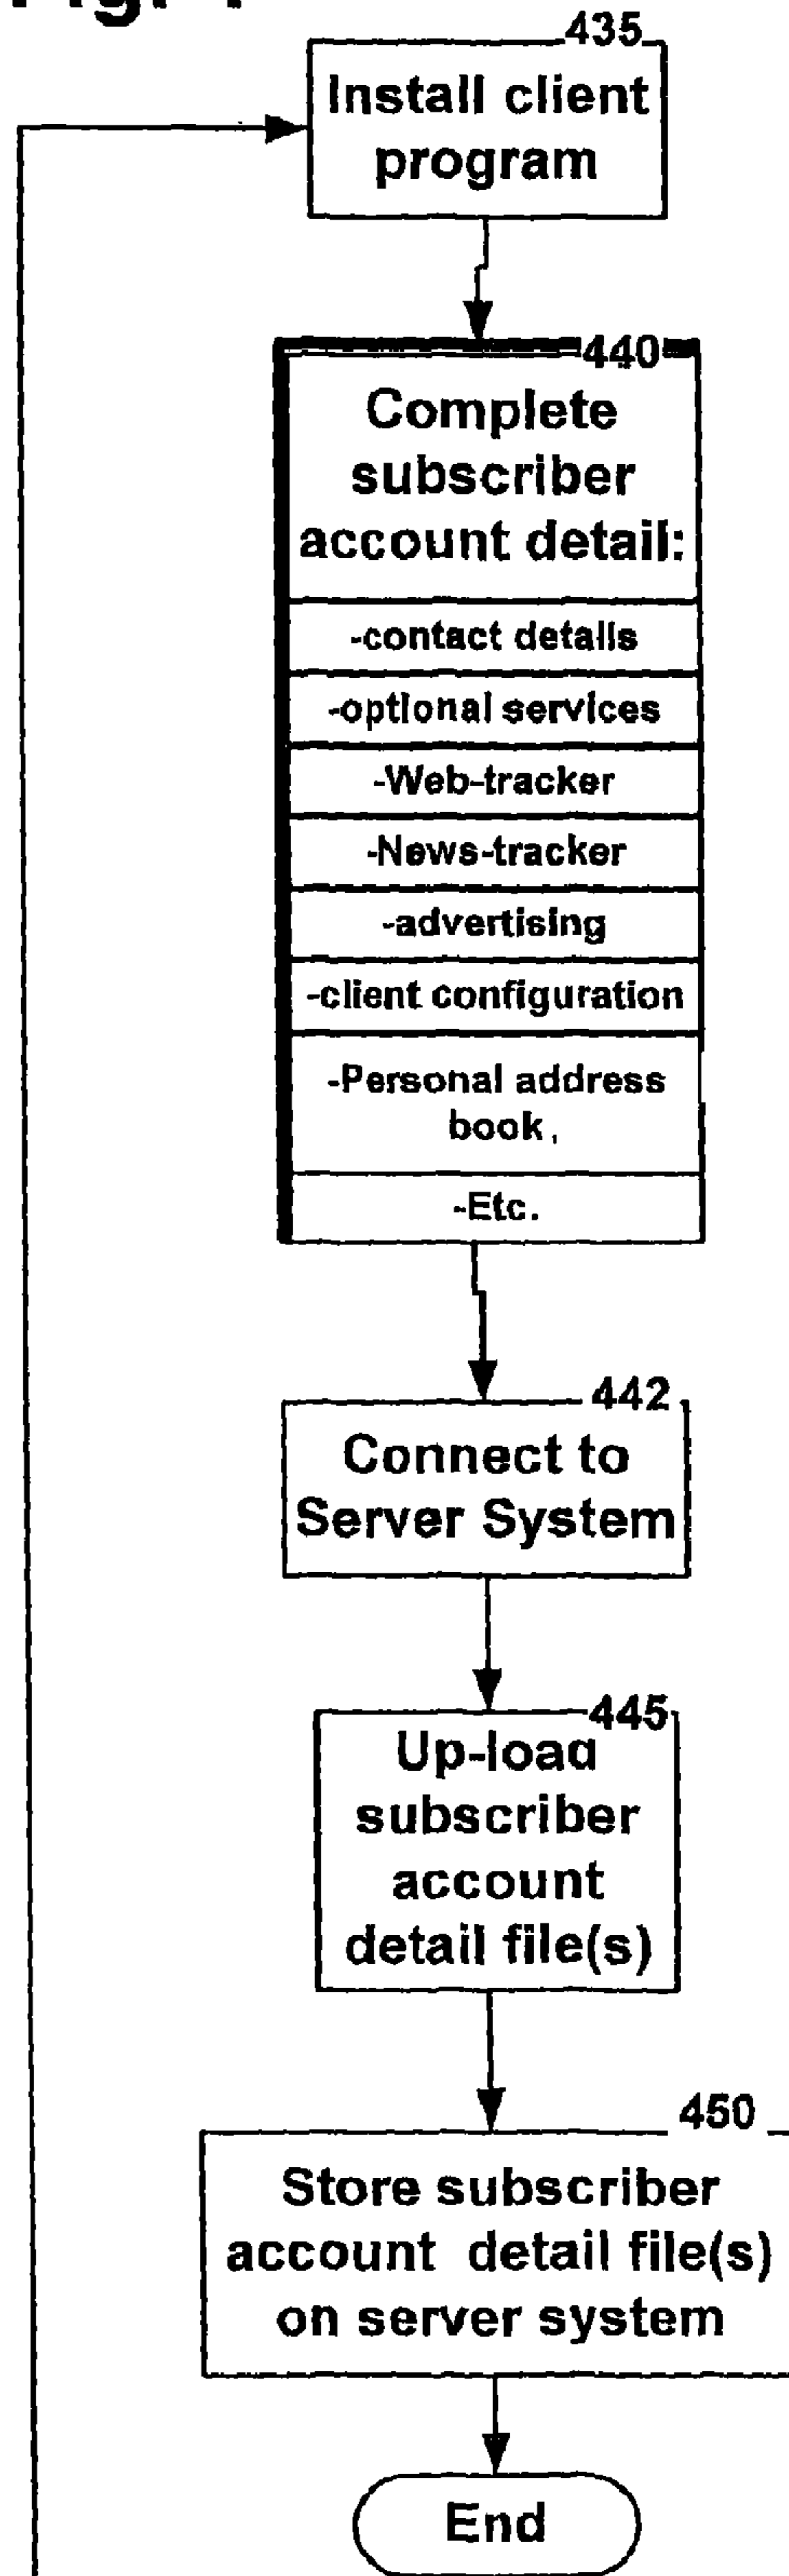 435
Install client
program
440
Complete
subscriber
account detail:
-contact details
-optional services
-Web-tracker
-News-tracker
-advertising
-client configuration
-Personal address
book,
-Etc.
442
Connect to
Server System
445
Up-load
subscriber
account
detail file(s)
450
Store subscriber
account detail file(s)
on server system
End